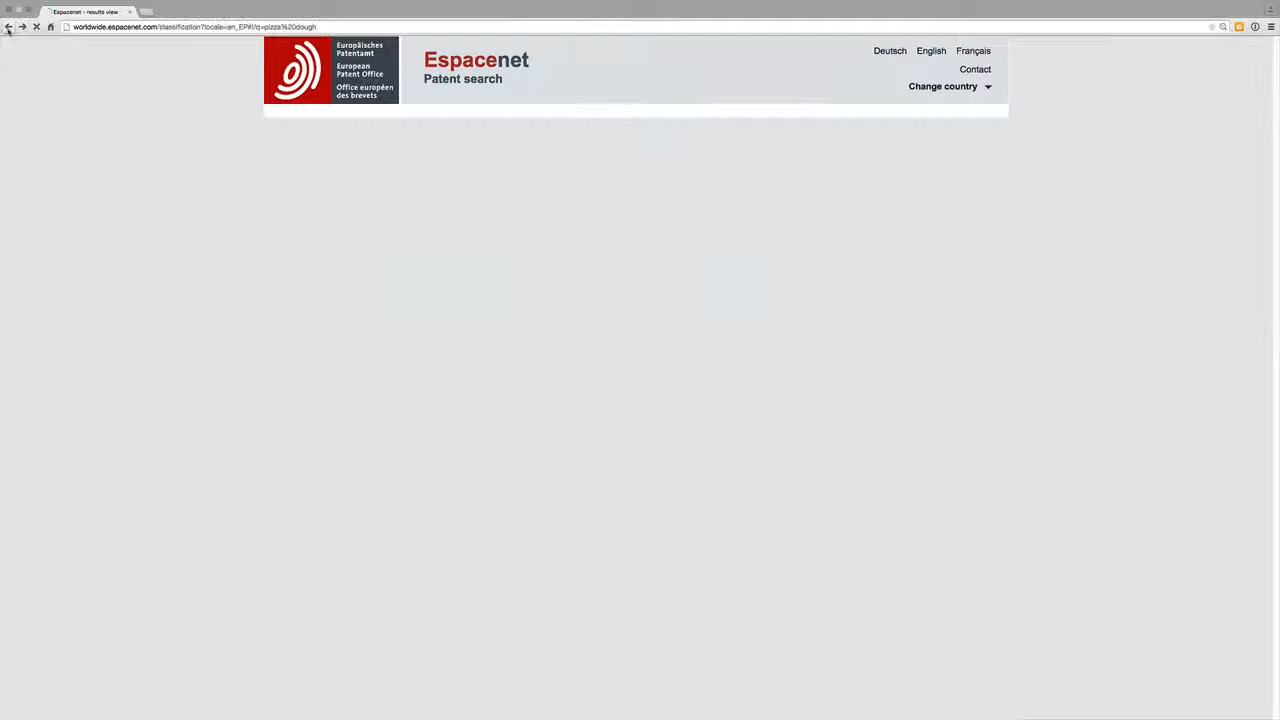 Espacenet - results view
worldwide.espacenet.com/classification?locale=en_EP#!/q=pizza%20dough
Europäisches
Patentamt
European
Patent Office
Office européen
des brevets
Espacenet
Patent search
Deutsch English Français
Contact
Change country